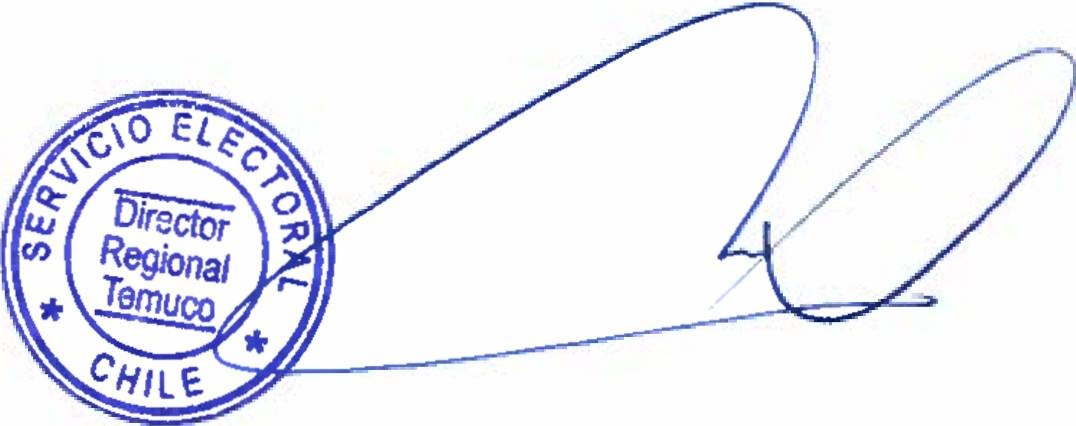 SERVICIO ELECTORAL
Director
Regional
Temuco
* CHILE *